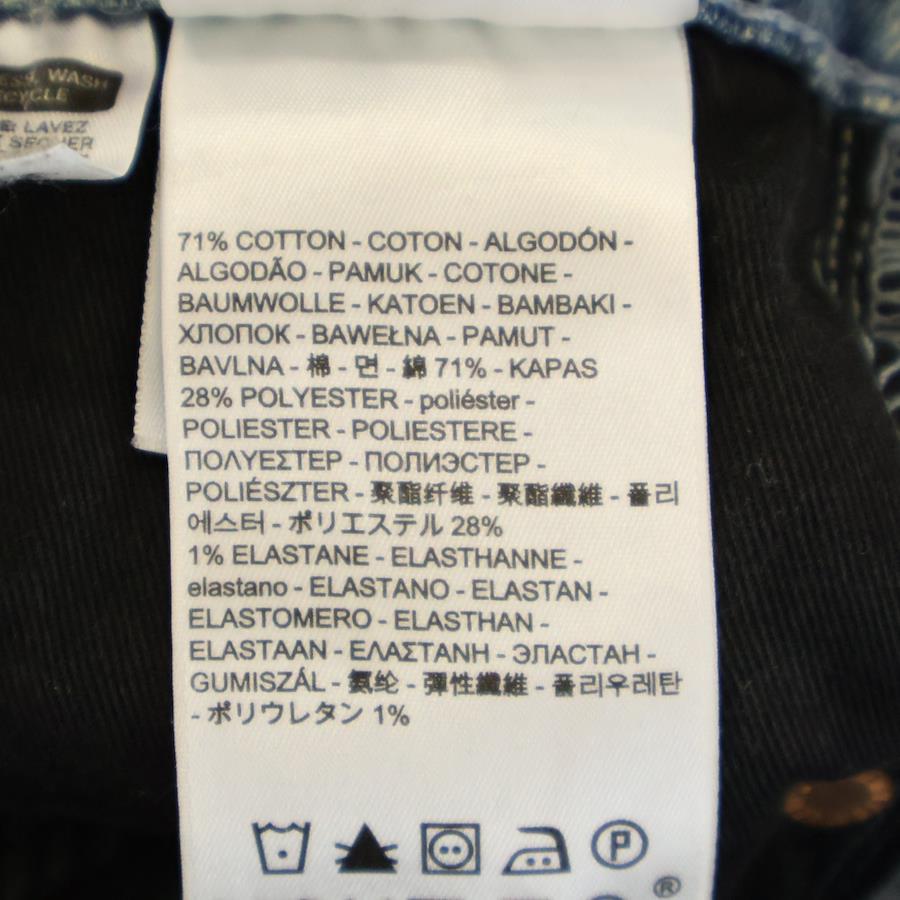 WASH
LAVEZ
71% COTTON - COTON - ALGODÓN -
ALGODÃO - PAMUK - COTONE -
BAUMWOLLE - KATOEN - BAMBAKI -
ХЛОПОК - BAWEŁNA - PAMUT -
BAVLNA - 棉 - 면 - 綿 71% - KAPAS
28% POLYESTER - poliéster -
POLIESTER - POLIESTERE -
ΠΟΛΥΕΣΤΕΡ - ПОЛИЭСТЕР -
POLIÉSZTER - 聚酯纤维 - 聚酯纖維 - 폴리
에스터 - ポリエステル 28%
1% ELASTANE - ELASTHANNE -
elastano - ELASTANO - ELASTAN -
ELASTOMERO - ELASTHAN -
ELASTAAN - ΕΛΑΣΤΑΝΗ - ЭЛАСТАН -
GUMISZÁL - 氨纶 - 彈性纖維 - 폴리우레탄
- ポリウレタン 1%
P
®